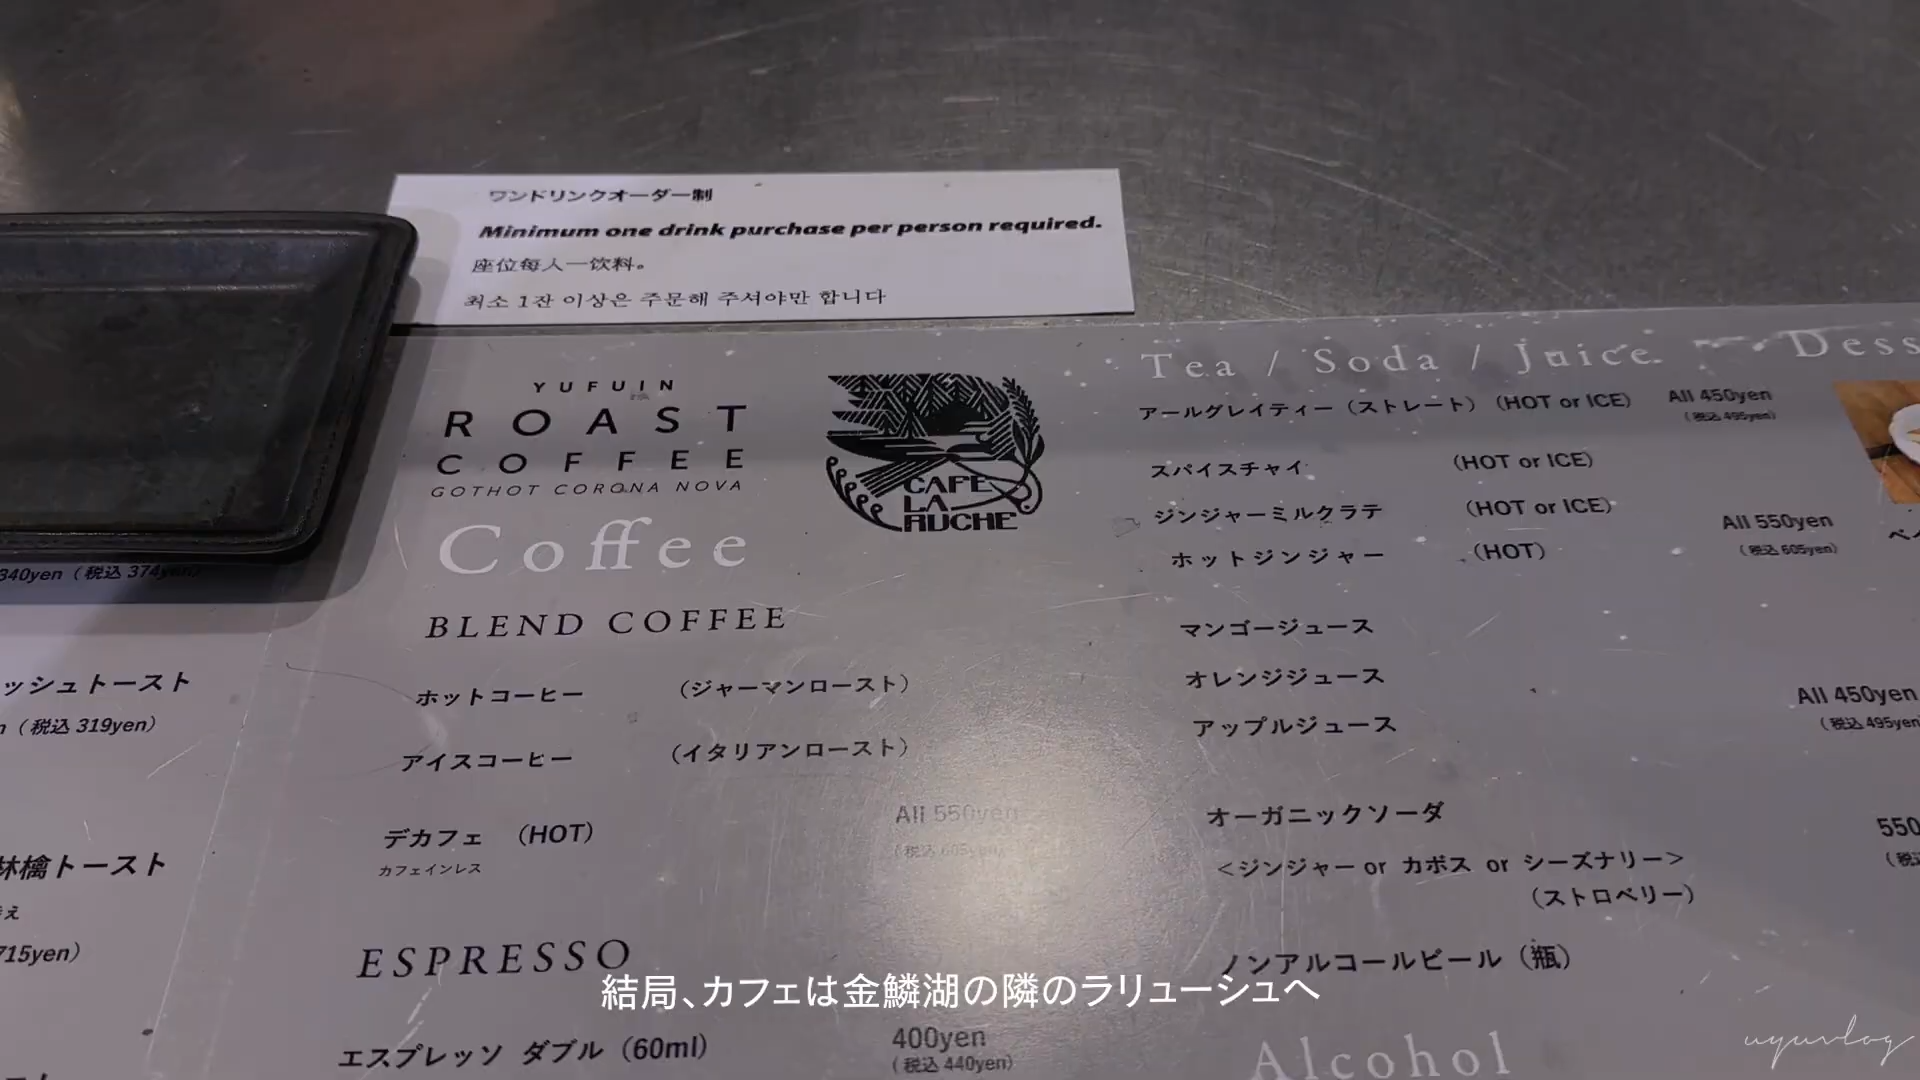 ワンドリンクオーダー制
Minimum one drink purchase per person required.
座位每人一饮料。
최소 1잔 이상은 주문해 주셔야만 합니다
YUFUIN
ROAST
COFFEE
GOTHOT CORONA NOVA
CAFE
LA
RUCHE
Coffee
BLEND COFFEE
ホットコーヒー （ジャーマンロースト）
アイスコーヒー （イタリアンロースト）
デカフェ （HOT）
カフェインレス
All 550yen
（税込 605yen）
ESPRESSO
エスプレッソ ダブル（60ml）
400yen
（税込 440yen）
340yen（税込 374yen）
ッシュトースト
（税込 319yen）
林檎トースト
715yen）
Tea / Soda / Juice
アールグレイティー（ストレート）（HOT or ICE） All 450yen
（税込 495yen）
スパイスチャイ （HOT or ICE）
ジンジャーミルクラテ （HOT or ICE）
All 550yen
（税込 605yen）
ホットジンジャー （HOT）
マンゴージュース
オレンジジュース
アップルジュース
All 450yen
（税込 495yen
オーガニックソーダ
550
＜ジンジャー or カボス or シーズナリー＞
（ストロベリー）
ノンアルコールビール（瓶）
Alcohol
Dess
結局、カフェは金鱗湖の隣のラリューシュへ
uyuvlog